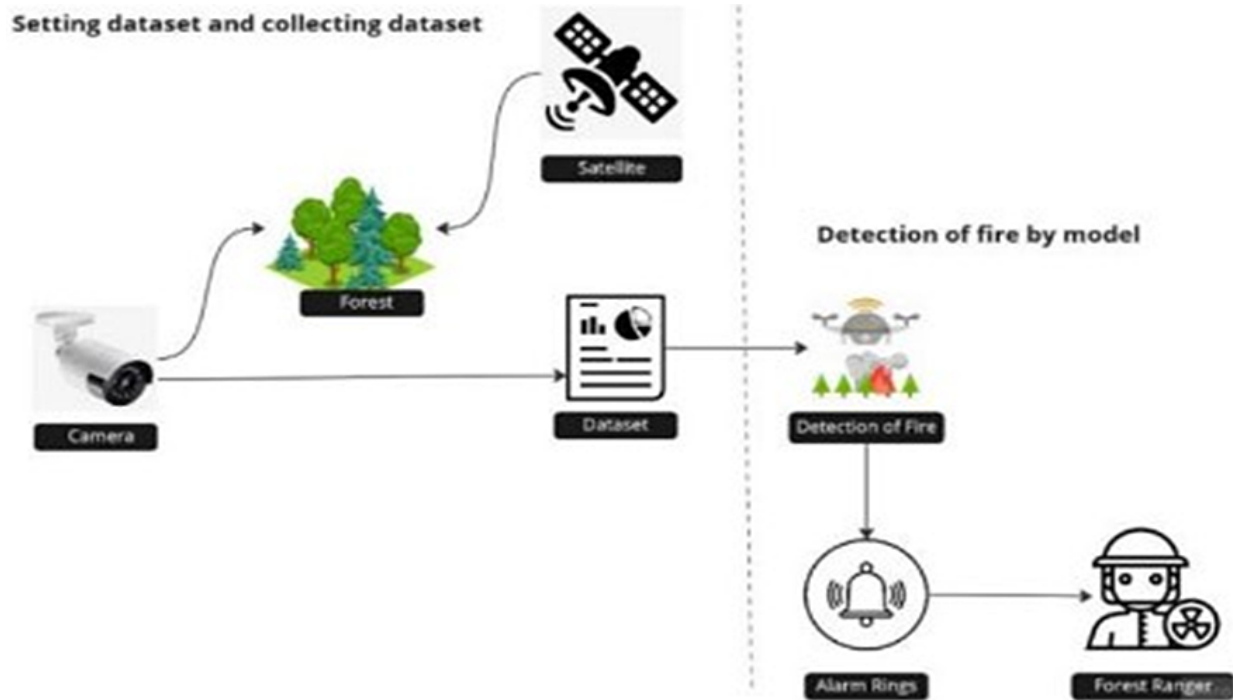 Setting dataset and collecting dataset
Satellite
Forest
Camera
Dataset
Detection of fire by model
Detection of Fire
Alarm Rings
Forest Ranger